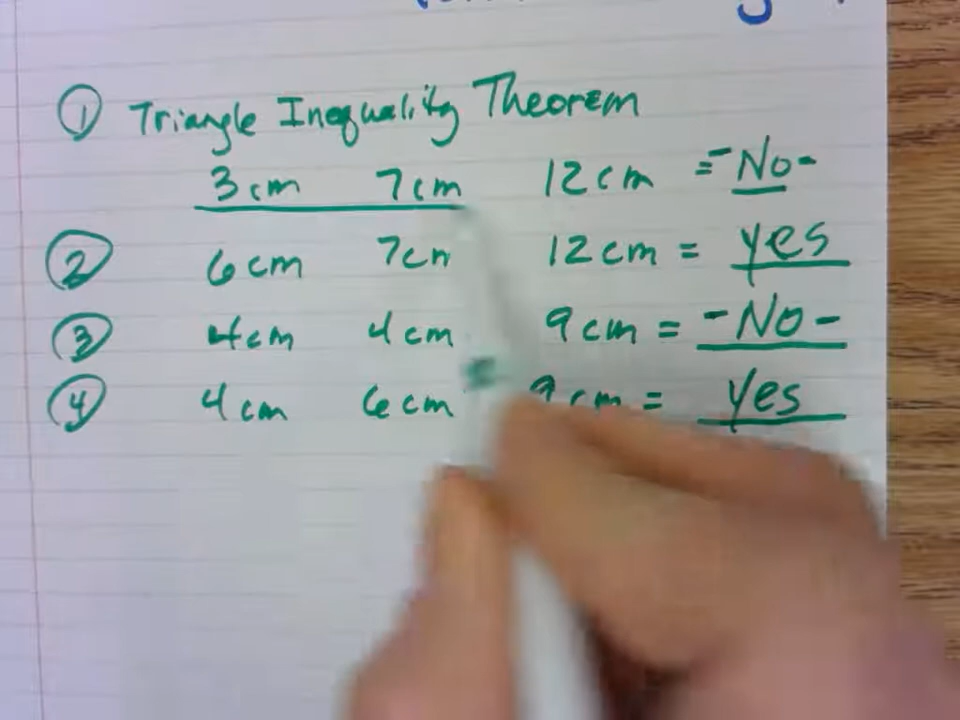 ① Triangle Inequality Theorem
3cm 7cm 12cm = -No-
② 6cm 7cm 12cm = yes
③ 4cm 4cm 9cm = -No-
④ 4cm 6cm 9cm = Yes